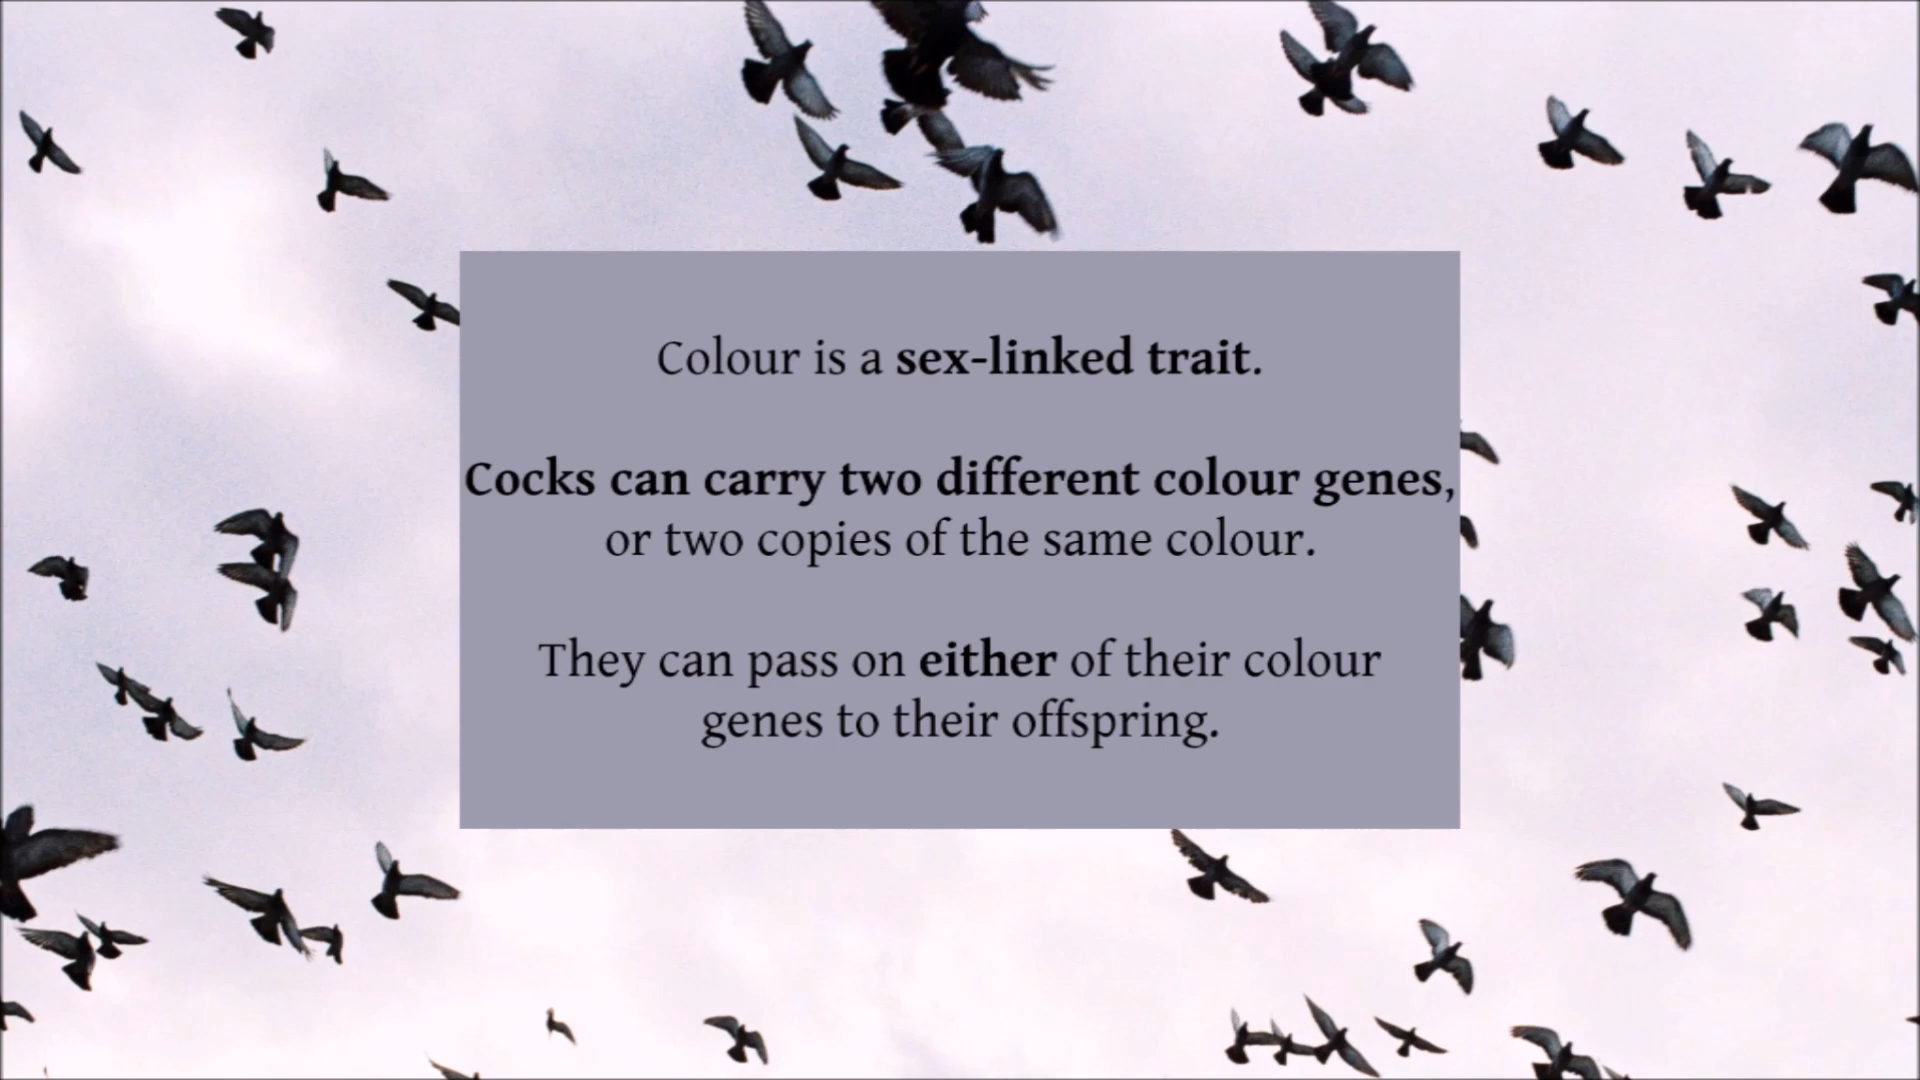 Colour is a sex-linked trait.
Cocks can carry two different colour genes,
or two copies of the same colour.
They can pass on either of their colour
genes to their offspring.